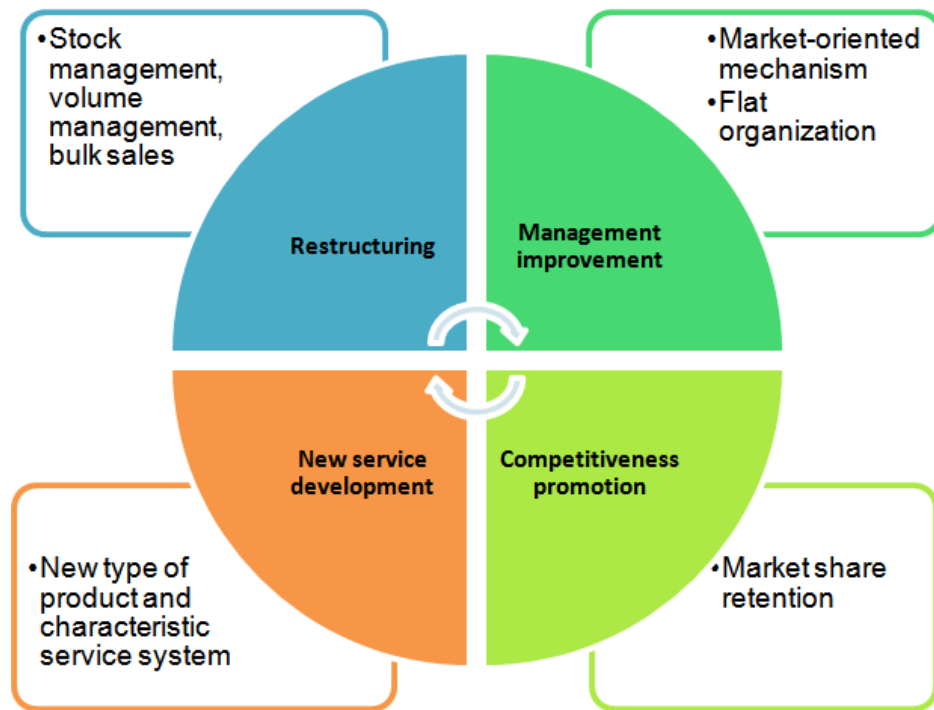 •Stock
management,
volume
management,
bulk sales
•Market-oriented
mechanism
•Flat
organization
Restructuring
Management
improvement
New service
development
Competitiveness
promotion
•New type of
product and
characteristic
service system
•Market share
retention